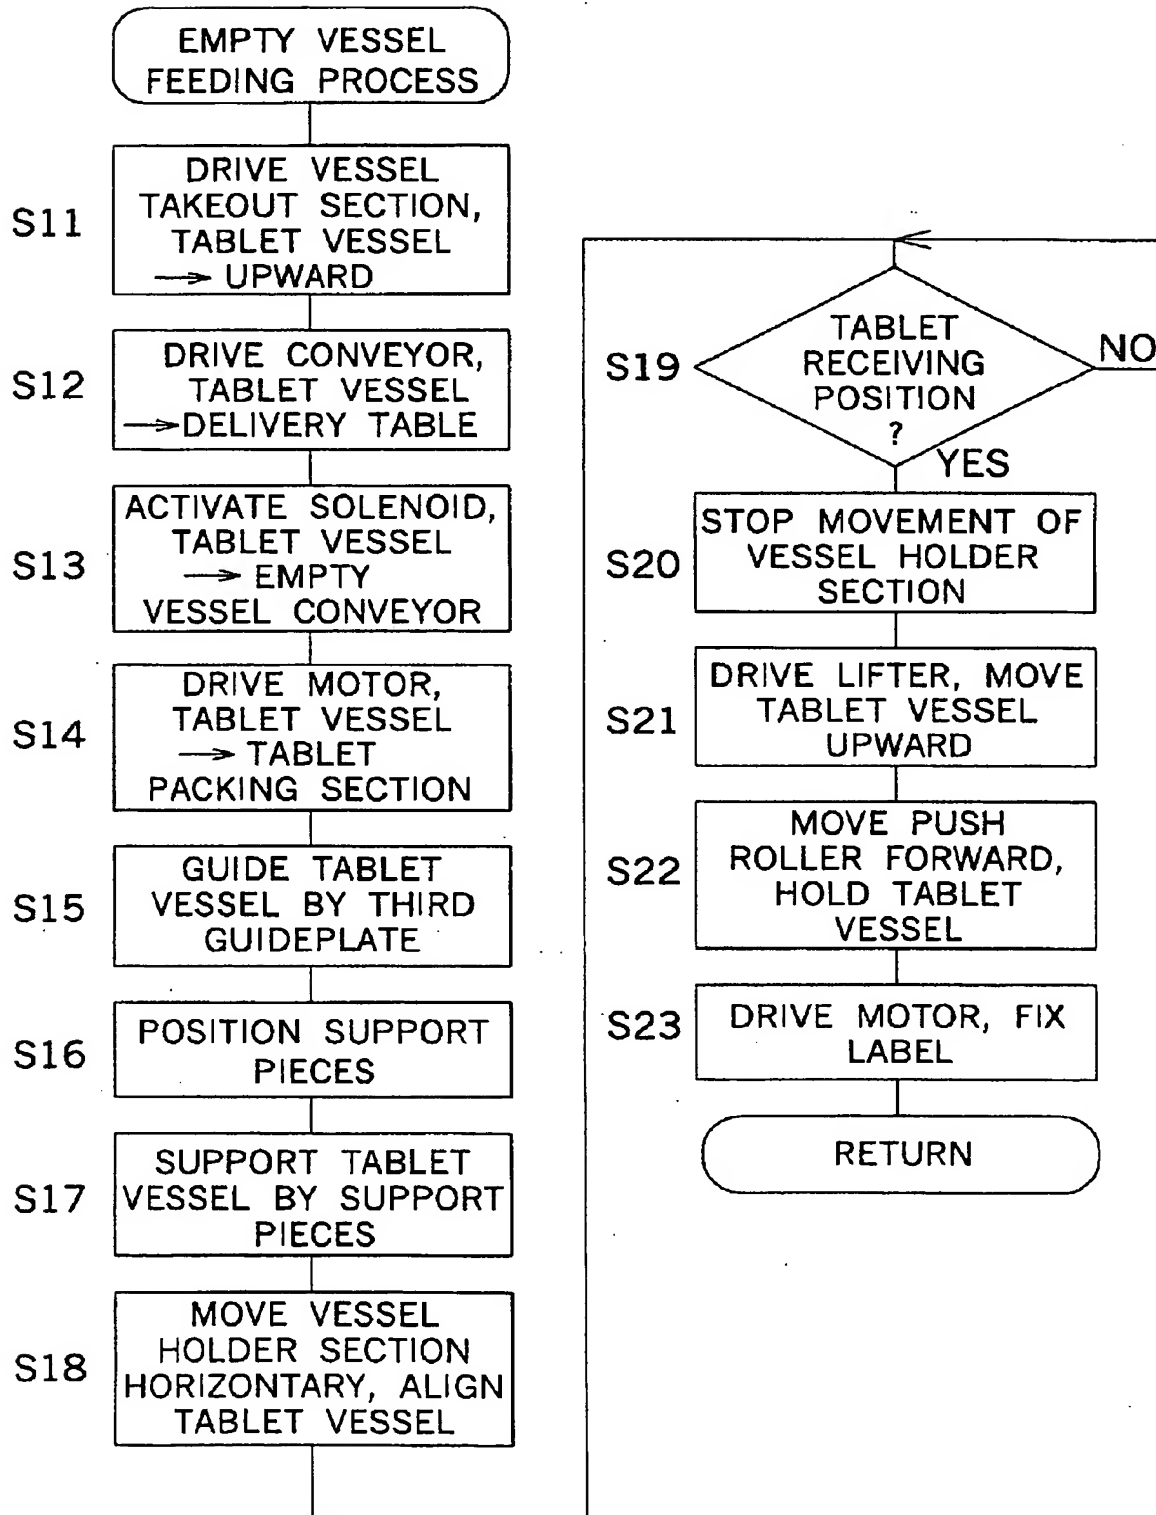 EMPTY VESSEL
FEEDING PROCESS
S11
DRIVE VESSEL
TAKEOUT SECTION,
TABLET VESSEL
→ UPWARD
S12
DRIVE CONVEYOR,
TABLET VESSEL
→ DELIVERY TABLE
S13
ACTIVATE SOLENOID,
TABLET VESSEL
→ EMPTY
VESSEL CONVEYOR
S14
DRIVE MOTOR,
TABLET VESSEL
→ TABLET
PACKING SECTION
S15
GUIDE TABLET
VESSEL BY THIRD
GUIDEPLATE
S16
POSITION SUPPORT
PIECES
S17
SUPPORT TABLET
VESSEL BY SUPPORT
PIECES
S18
MOVE VESSEL
HOLDER SECTION
HORIZONTARY, ALIGN
TABLET VESSEL
S19
TABLET
RECEIVING
POSITION
?
NO
YES
S20
STOP MOVEMENT OF
VESSEL HOLDER
SECTION
S21
DRIVE LIFTER, MOVE
TABLET VESSEL
UPWARD
S22
MOVE PUSH
ROLLER FORWARD,
HOLD TABLET
VESSEL
S23
DRIVE MOTOR, FIX
LABEL
RETURN